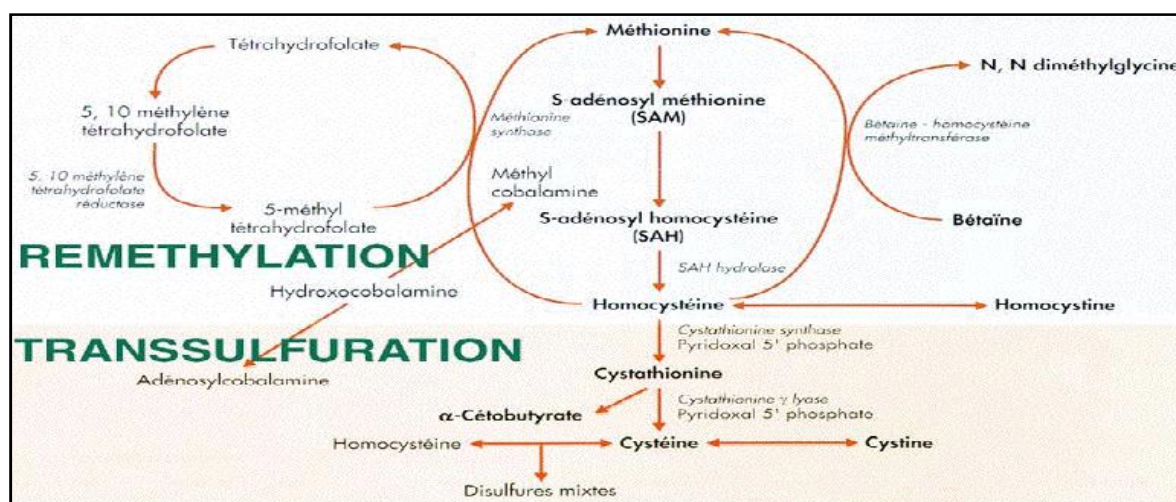 Tétrahydrofolate
Méthionine
N, N diméthylglycine
5, 10 méthylène
tétrahydrofolate
S-adénosyl méthionine
(SAM)
Méthionine
synthase
Bétaine - homocystéine
méthyltransférase
5, 10 méthylène
tétrahydrofolate
réductase
Méthyl
cobalamine
5-méthyl
tétrahydrofolate
S-adénosyl homocystéine
(SAH)
Bétaïne
REMETHYLATION
SAH hydrolase
Hydroxocobalamine
Homocystéine
Homocystine
TRANSSULFURATION
Cystathionine synthase
Pyridoxal 5' phosphate
Adénosylcobalamine
Cystathionine
Cystathionine γ lyase
Pyridoxal 5' phosphate
α-Cétobutyrate
Homocystéine
Cystéine
Cystine
Disulfures mixtes